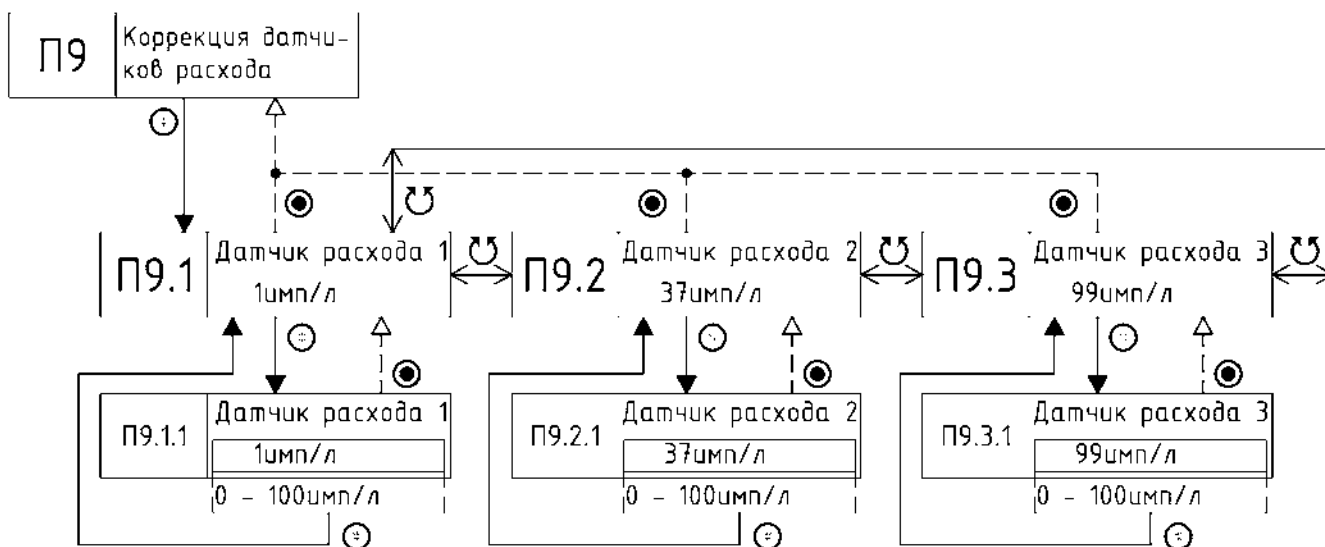 П9
Коррекция датчи-
ков расхода
П9.1
Датчик расхода 1
1имп/л
П9.2
Датчик расхода 2
37имп/л
П9.3
Датчик расхода 3
99имп/л
П9.1.1
Датчик расхода 1
1имп/л
0 - 100имп/л
П9.2.1
Датчик расхода 2
37имп/л
0 - 100имп/л
П9.3.1
Датчик расхода 3
99имп/л
0 - 100имп/л